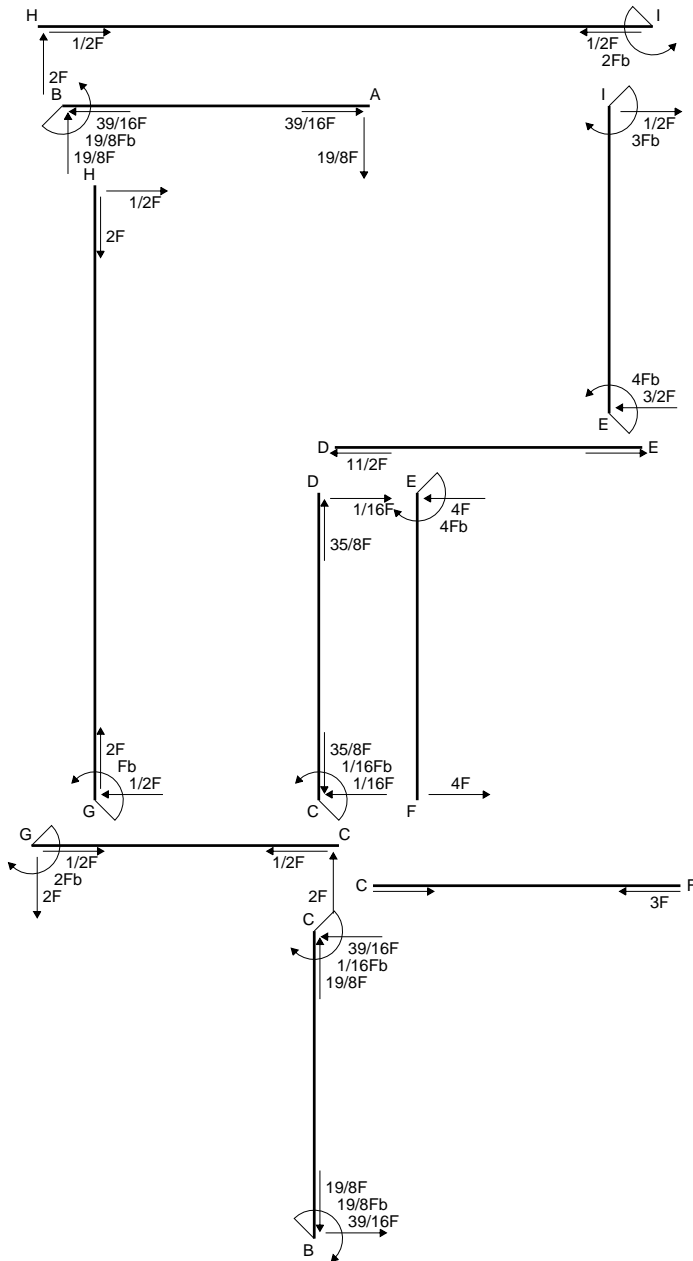 H I
1/2F 1/2F
2F 2Fb
B A I
39/16F 39/16F 1/2F
19/8Fb 3Fb
19/8F 19/8F
H
1/2F
2F
4Fb
3/2F
E
D E
11/2F
D E
1/16F 4F
4Fb
35/8F
2F 35/8F
Fb 1/16Fb
1/2F 1/16F 4F
G C F
G C
1/2F 1/2F
2Fb
2F 2F
C F
3F
C
39/16F
1/16Fb
19/8F
19/8F
19/8Fb
39/16F
B